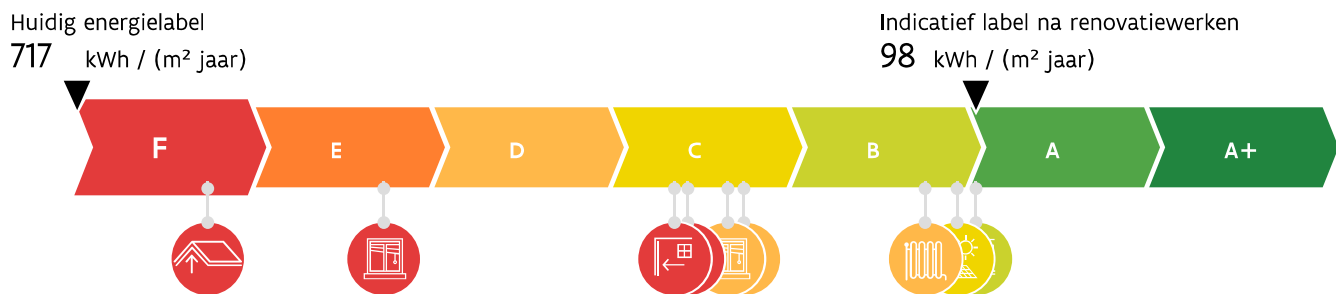 Huidig energielabel
717 kWh / (m² jaar)
Indicatief label na renovatiewerken
98 kWh / (m² jaar)
F E D C B A A+